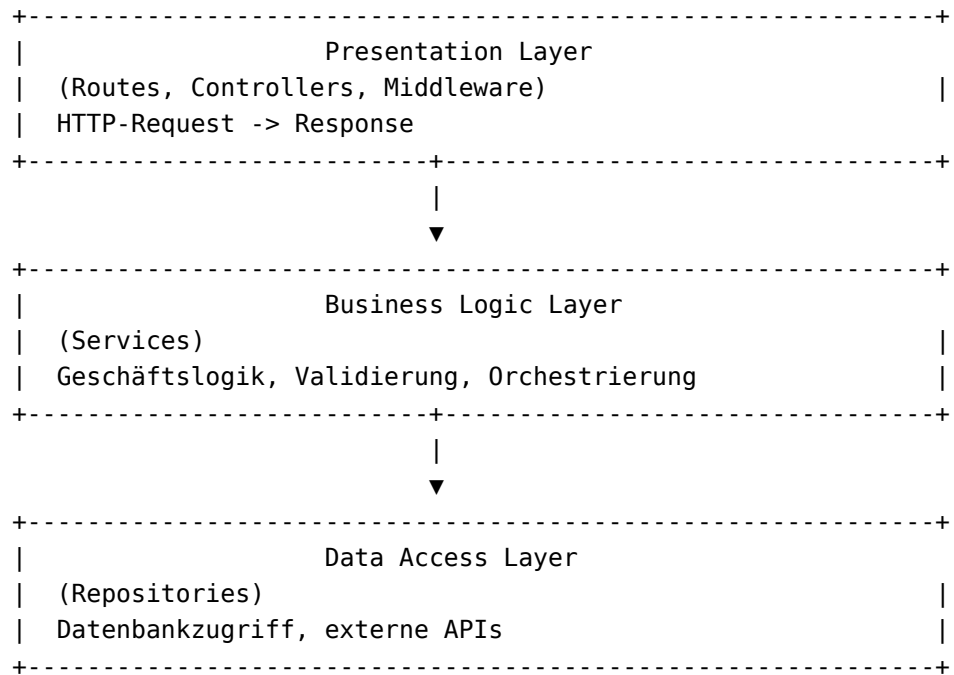 Presentation Layer
(Routes, Controllers, Middleware)
HTTP-Request -> Response
Business Logic Layer
(Services)
Geschäftslogik, Validierung, Orchestrierung
Data Access Layer
(Repositories)
Datenbankzugriff, externe APIs